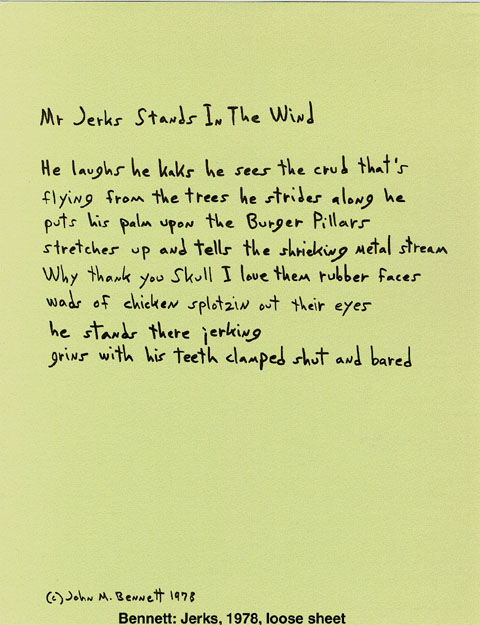 Mr Jerks Stands In The Wind
He laughs he kaks he sees the crud that's
flying from the trees he strides along he
puts his palm upon the Burger Pillars
stretches up and tells the shrieking metal stream
Why thank you Skull I love them rubber faces
wads of chicken splotzin out their eyes
he stands there jerking
grins with his teeth clamped shut and bared
(c) John M. Bennett 1978
Bennett: Jerks, 1978, loose sheet